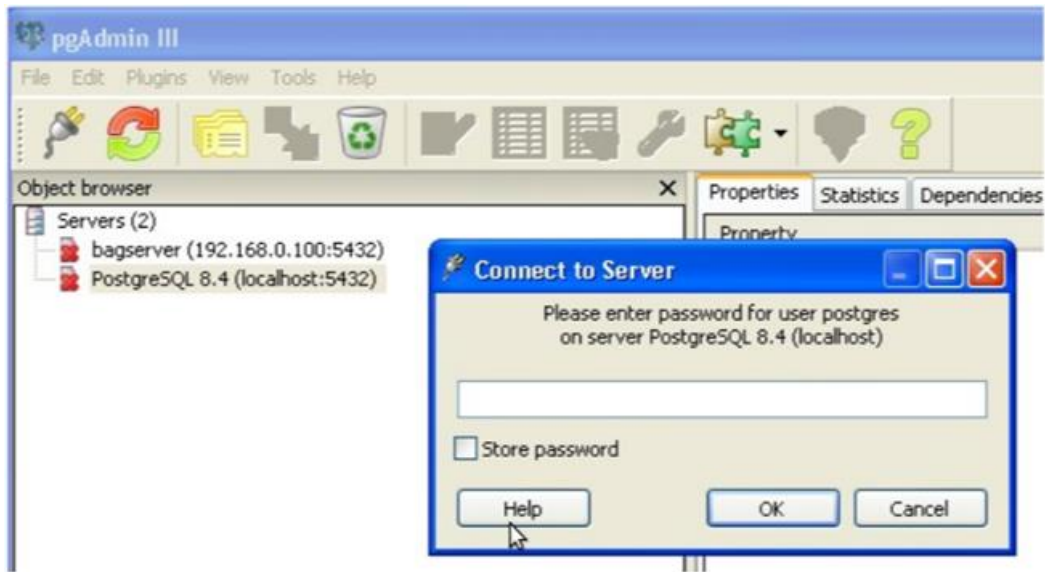 pgAdmin III
File Edit Plugins View Tools Help
Object browser
Properties Statistics Dependencies
Servers (2)
Property
bagserver (192.168.0.100:5432)
PostgreSQL 8.4 (localhost:5432)
Connect to Server
Please enter password for user postgres
on server PostgreSQL 8.4 (localhost)
Store password
Help OK Cancel